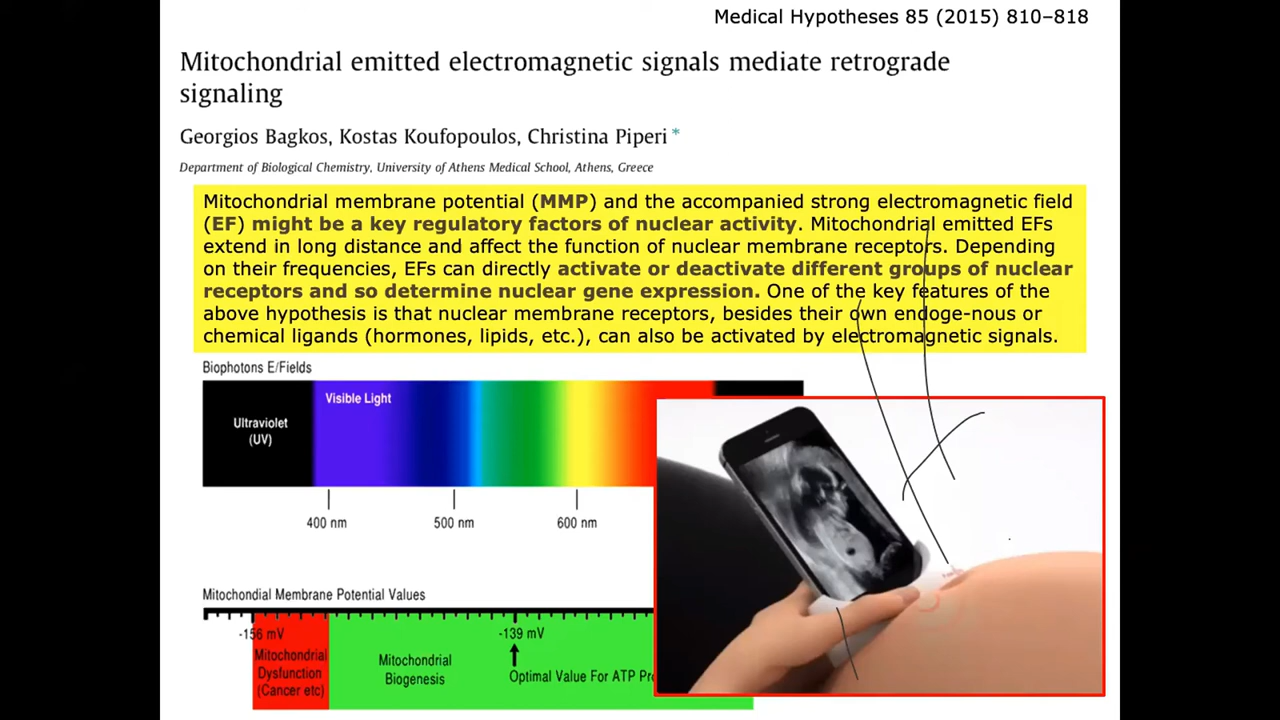 Medical Hypotheses 85 (2015) 810–818
Mitochondrial emitted electromagnetic signals mediate retrograde
signaling
Georgios Bagkos, Kostas Koufopoulos, Christina Piperi *
Department of Biological Chemistry, University of Athens Medical School, Athens, Greece
Mitochondrial membrane potential (MMP) and the accompanied strong electromagnetic field
(EF) might be a key regulatory factors of nuclear activity. Mitochondrial emitted EFs
extend in long distance and affect the function of nuclear membrane receptors. Depending
on their frequencies, EFs can directly activate or deactivate different groups of nuclear
receptors and so determine nuclear gene expression. One of the key features of the
above hypothesis is that nuclear membrane receptors, besides their own endoge-nous or
chemical ligands (hormones, lipids, etc.), can also be activated by electromagnetic signals.
Biophotons E/Fields
Ultraviolet
(UV)
Visible Light
400 nm
500 nm
600 nm
Mitochondial Membrane Potential Values
-156 mV
-139 mV
Mitochondrial
Dysfunction
(Cancer etc)
Mitochondrial
Biogenesis
Optimal Value For ATP